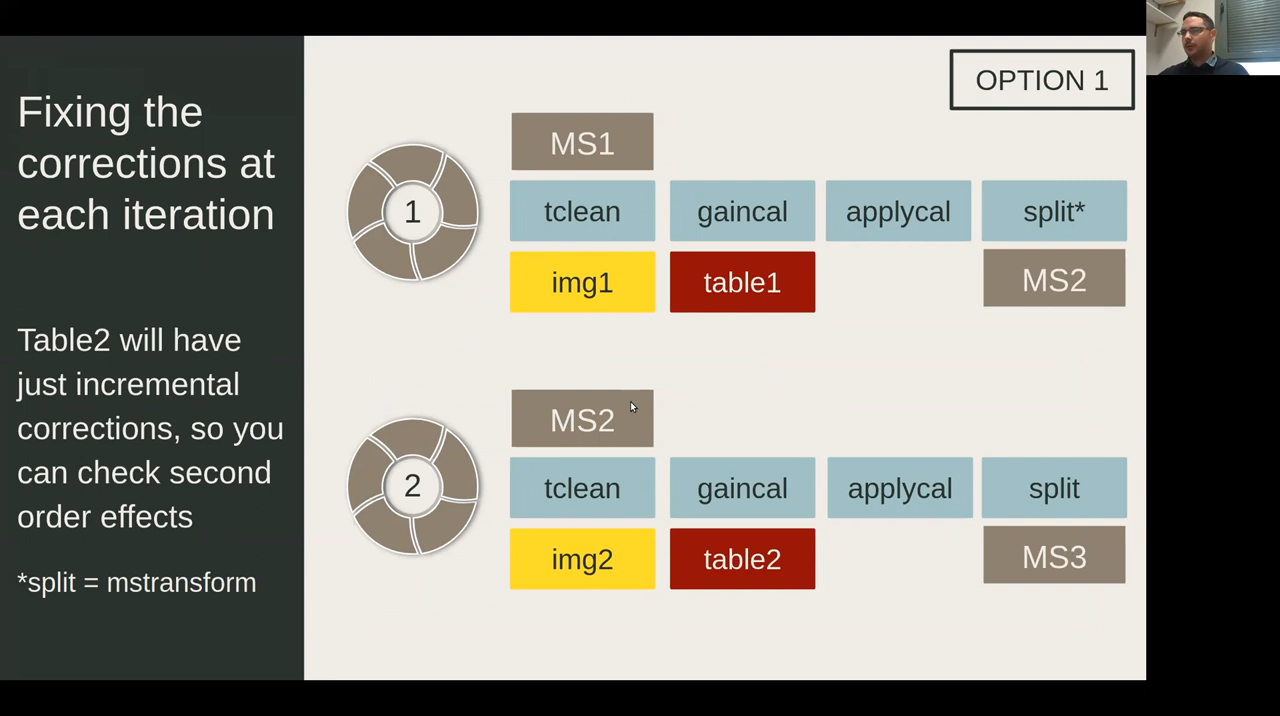 Fixing the
corrections at
each iteration
Table2 will have
just incremental
corrections, so you
can check second
order effects
*split = mstransform
OPTION 1
MS1
1
tclean
gaincal
applycal
split*
img1
table1
MS2
MS2
2
tclean
gaincal
applycal
split
img2
table2
MS3